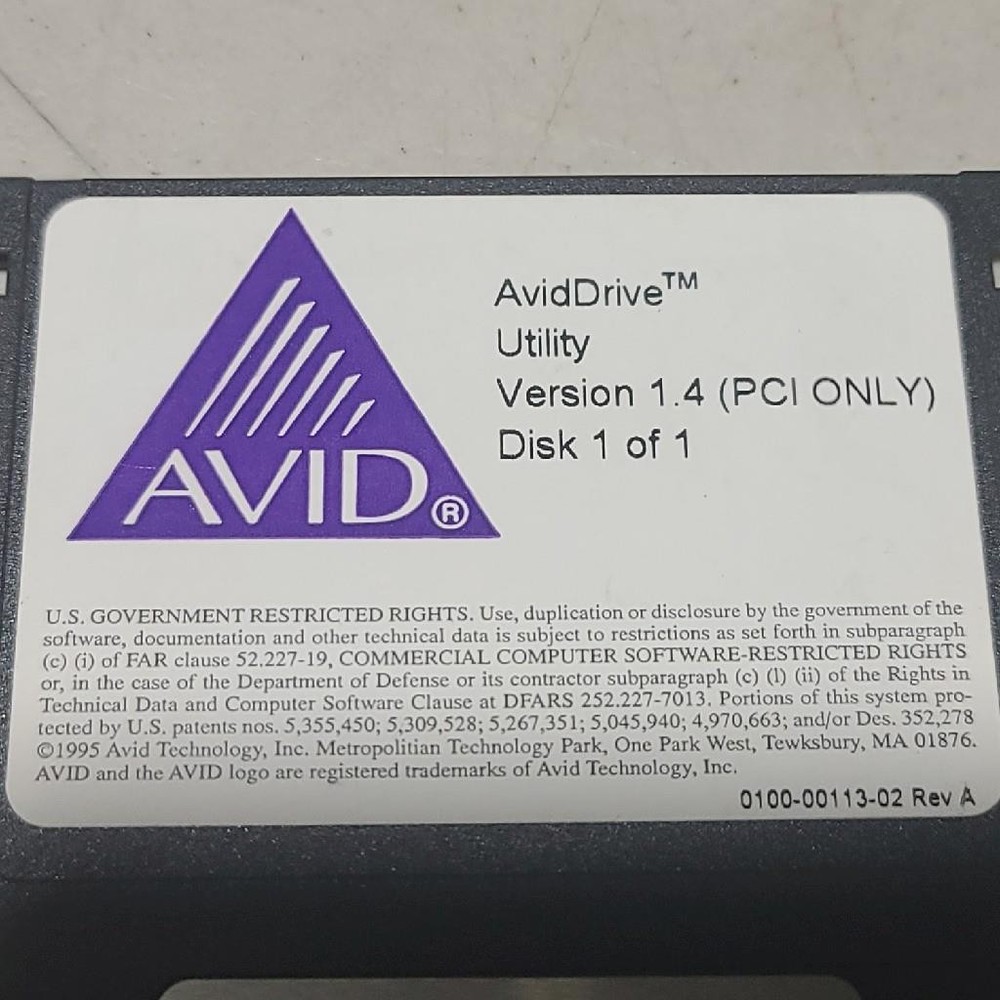 AVID®
AvidDrive™
Utility
Version 1.4 (PCI ONLY)
Disk 1 of 1
U.S. GOVERNMENT RESTRICTED RIGHTS. Use, duplication or disclosure by the government of the
software, documentation and other technical data is subject to restrictions as set forth in subparagraph
(c) (i) of FAR clause 52.227-19, COMMERCIAL COMPUTER SOFTWARE-RESTRICTED RIGHTS
or, in the case of the Department of Defense or its contractor subparagraph (c) (l) (ii) of the Rights in
Technical Data and Computer Software Clause at DFARS 252.227-7013. Portions of this system pro-
tected by U.S. patents nos. 5,355,450; 5,309,528; 5,267,351; 5,045,940; 4,970,663; and/or Des. 352,278
©1995 Avid Technology, Inc. Metropolitian Technology Park, One Park West, Tewksbury, MA 01876.
AVID and the AVID logo are registered trademarks of Avid Technology, Inc.
0100-00113-02 Rev A